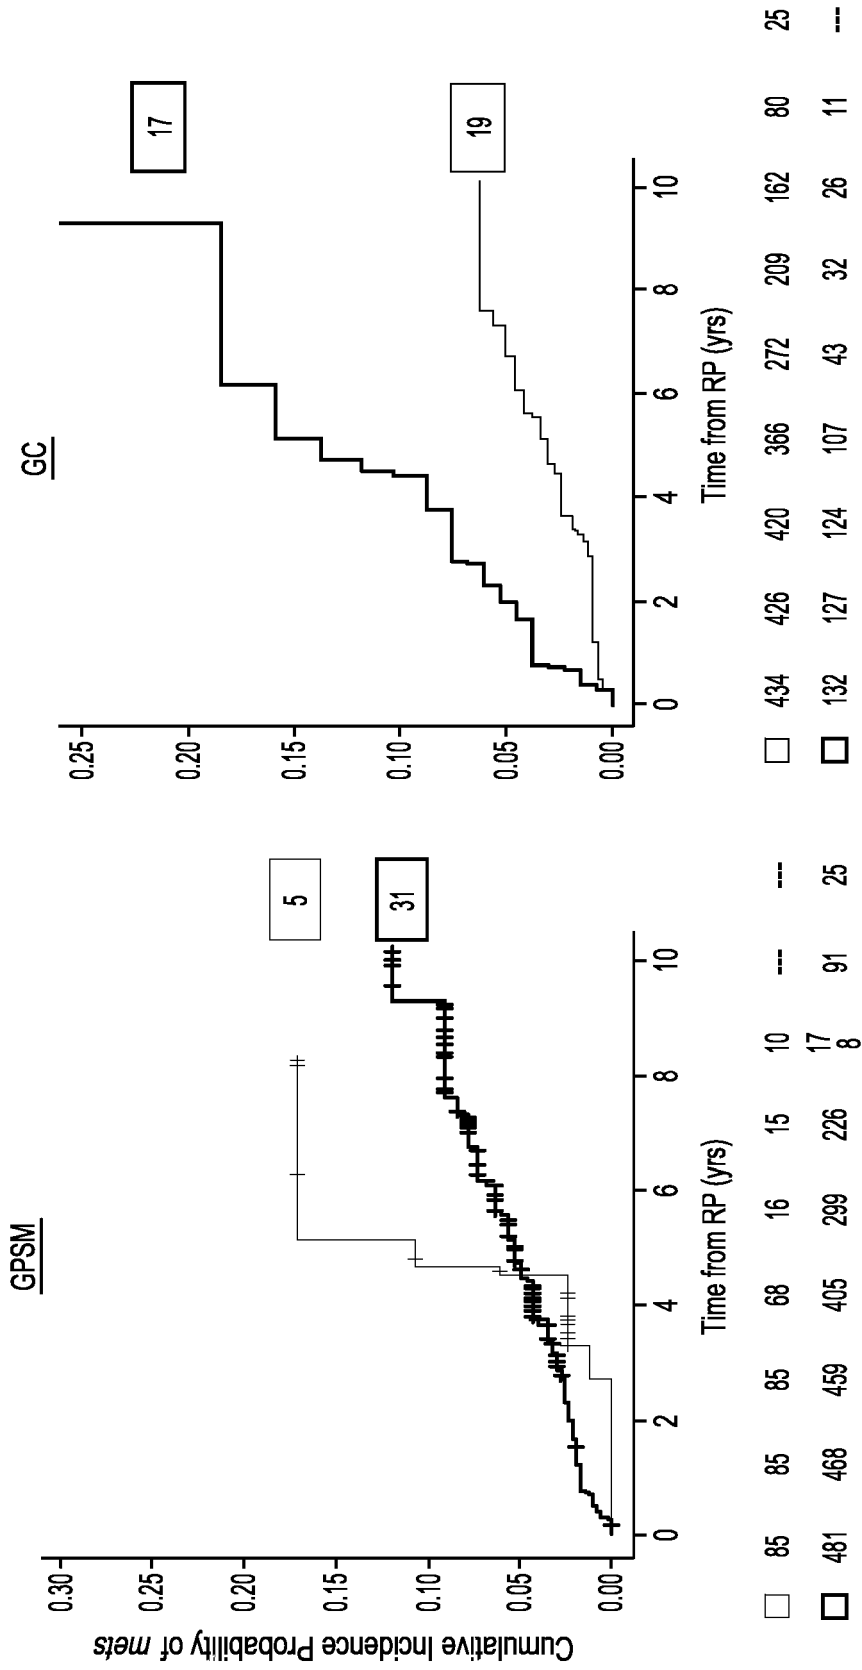 GPSM
Cumulative Incidence Probability of mets
0.30
0.25
0.20
0.15
0.10
0.05
0.00
5
31
0 2 4 6 8 10
Time from RP (yrs)
85 85 85 68 16 15 10 --- ---
481 468 459 405 299 226 17 91 25
8
GC
0.25
0.20
0.15
0.10
0.05
0.00
17
19
0 2 4 6 8 10
Time from RP (yrs)
434 426 420 366 272 209 162 80 25
132 127 124 107 43 32 26 11 ---